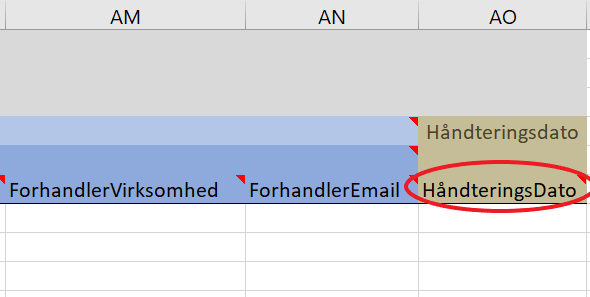 AM AN AO
Håndteringsdato
ForhandlerVirksomhed ForhandlerEmail HåndteringsDato